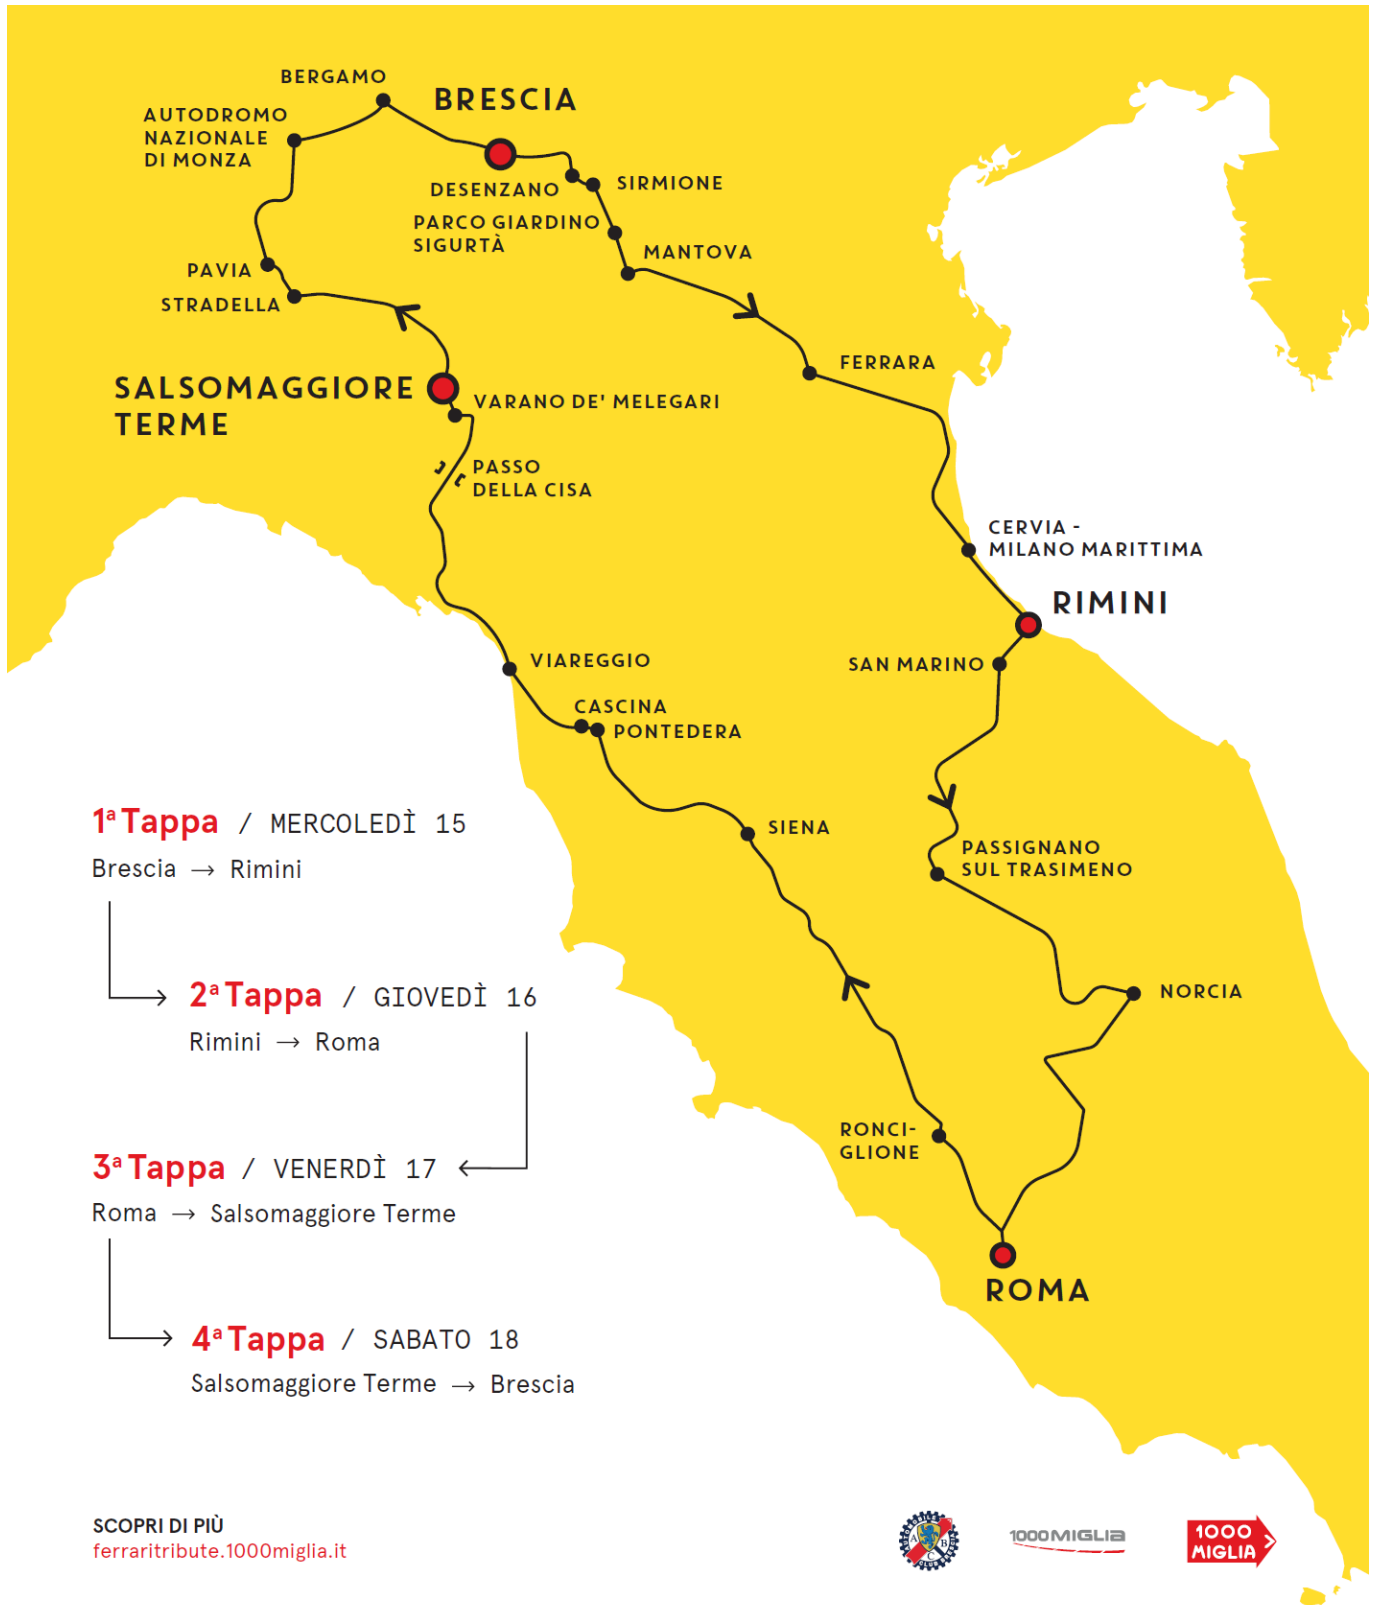 BERGAMO
BRESCIA
AUTODROMO
NAZIONALE
DI MONZA
DESENZANO
SIRMIONE
PARCO GIARDINO
SIGURTÀ
MANTOVA
PAVIA
STRADELLA
FERRARA
SALSOMAGGIORE
TERME
VARANO DE' MELEGARI
PASSO
DELLA CISA
CERVIA -
MILANO MARITTIMA
RIMINI
VIAREGGIO
SAN MARINO
CASCINA
PONTEDERA
SIENA
PASSIGNANO
SUL TRASIMENO
NORCIA
RONCI-
GLIONE
ROMA
1ª Tappa / MERCOLEDÌ 15
Brescia → Rimini
2ª Tappa / GIOVEDÌ 16
Rimini → Roma
3ª Tappa / VENERDÌ 17
Roma → Salsomaggiore Terme
4ª Tappa / SABATO 18
Salsomaggiore Terme → Brescia
SCOPRI DI PIÙ
ferraritribute.1000miglia.it
A B
C
1000MIGLIA
1000
MIGLIA